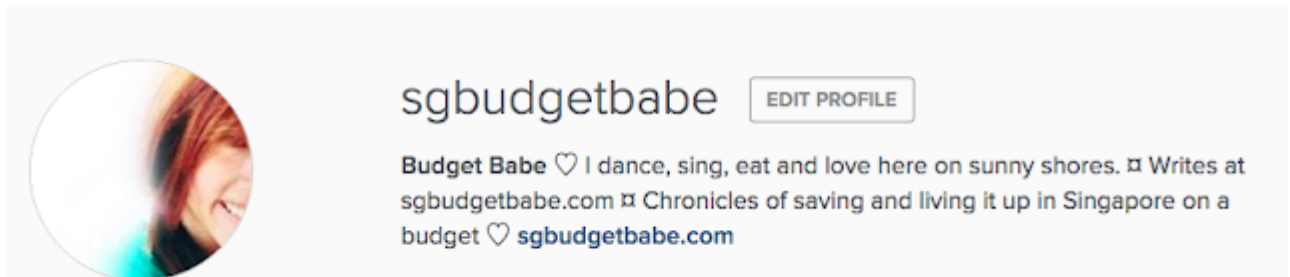 sgbudgetbabe EDIT PROFILE
Budget Babe ♡ I dance, sing, eat and love here on sunny shores. ¤ Writes at
sgbudgetbabe.com ¤ Chronicles of saving and living it up in Singapore on a
budget ♡ sgbudgetbabe.com